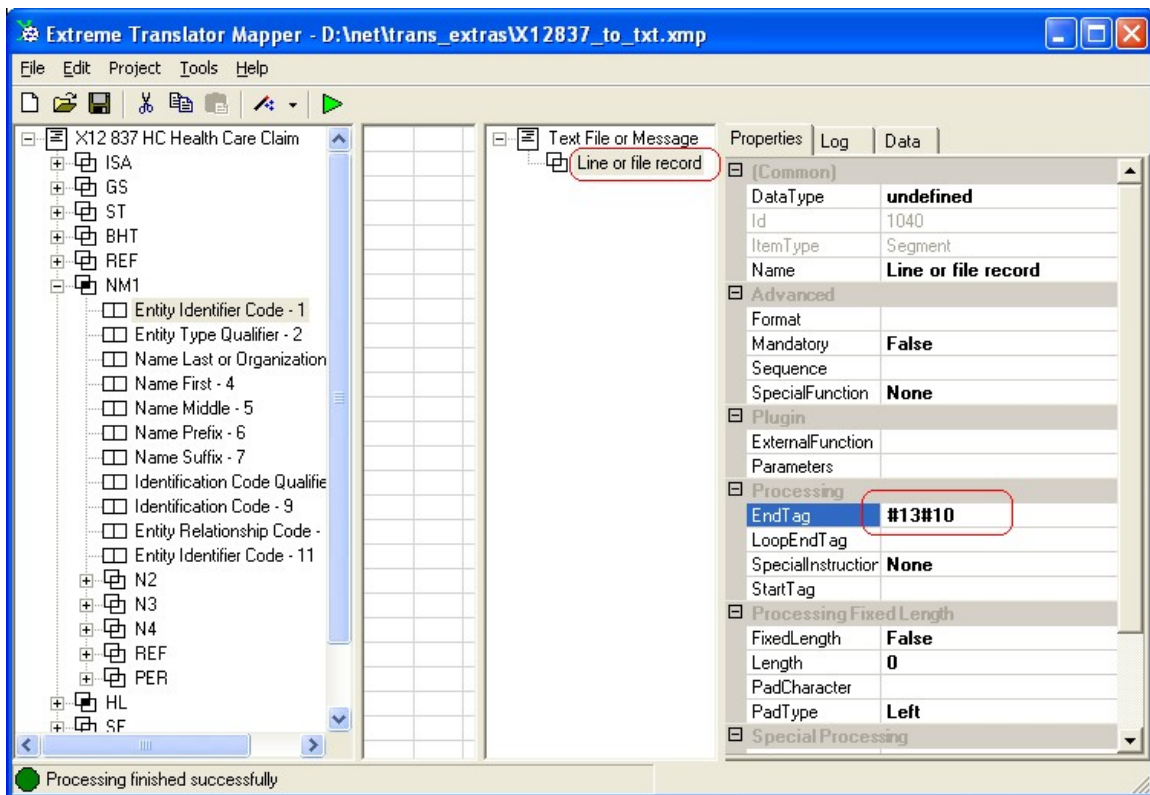 Extreme Translator Mapper - D:\net\trans_extras\X12837_to_txt.xmp
File Edit Project Tools Help
X12 837 HC Health Care Claim
ISA
GS
ST
BHT
REF
NM1
Entity Identifier Code - 1
Entity Type Qualifier - 2
Name Last or Organization
Name First - 4
Name Middle - 5
Name Prefix - 6
Name Suffix - 7
Identification Code Qualifie
Identification Code - 9
Entity Relationship Code -
Entity Identifier Code - 11
N2
N3
N4
REF
PER
HL
SE
Text File or Message
Line or file record
Properties Log Data
(Common)
DataType undefined
Id 1040
ItemType Segment
Name Line or file record
Advanced
Format
Mandatory False
Sequence
SpecialFunction None
Plugin
ExternalFunction
Parameters
Processing
EndTag #13#10
LoopEndTag
SpecialInstruction None
StartTag
Processing Fixed Length
FixedLength False
Length 0
PadCharacter
PadType Left
Special Processing
Processing finished successfully